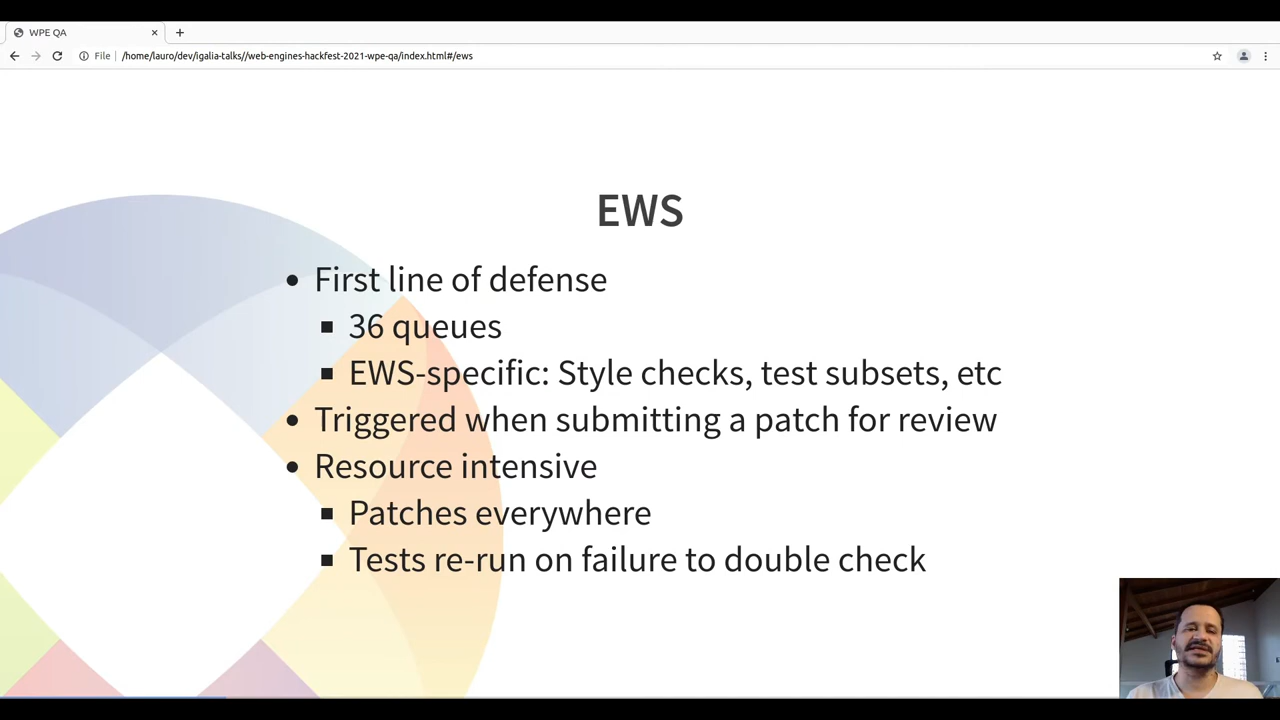 WPE QA
File
/home/lauro/dev/igalia-talks//web-engines-hackfest-2021-wpe-qa/index.html#/ews
EWS
First line of defense
36 queues
EWS-specific: Style checks, test subsets, etc
Triggered when submitting a patch for review
Resource intensive
Patches everywhere
Tests re-run on failure to double check